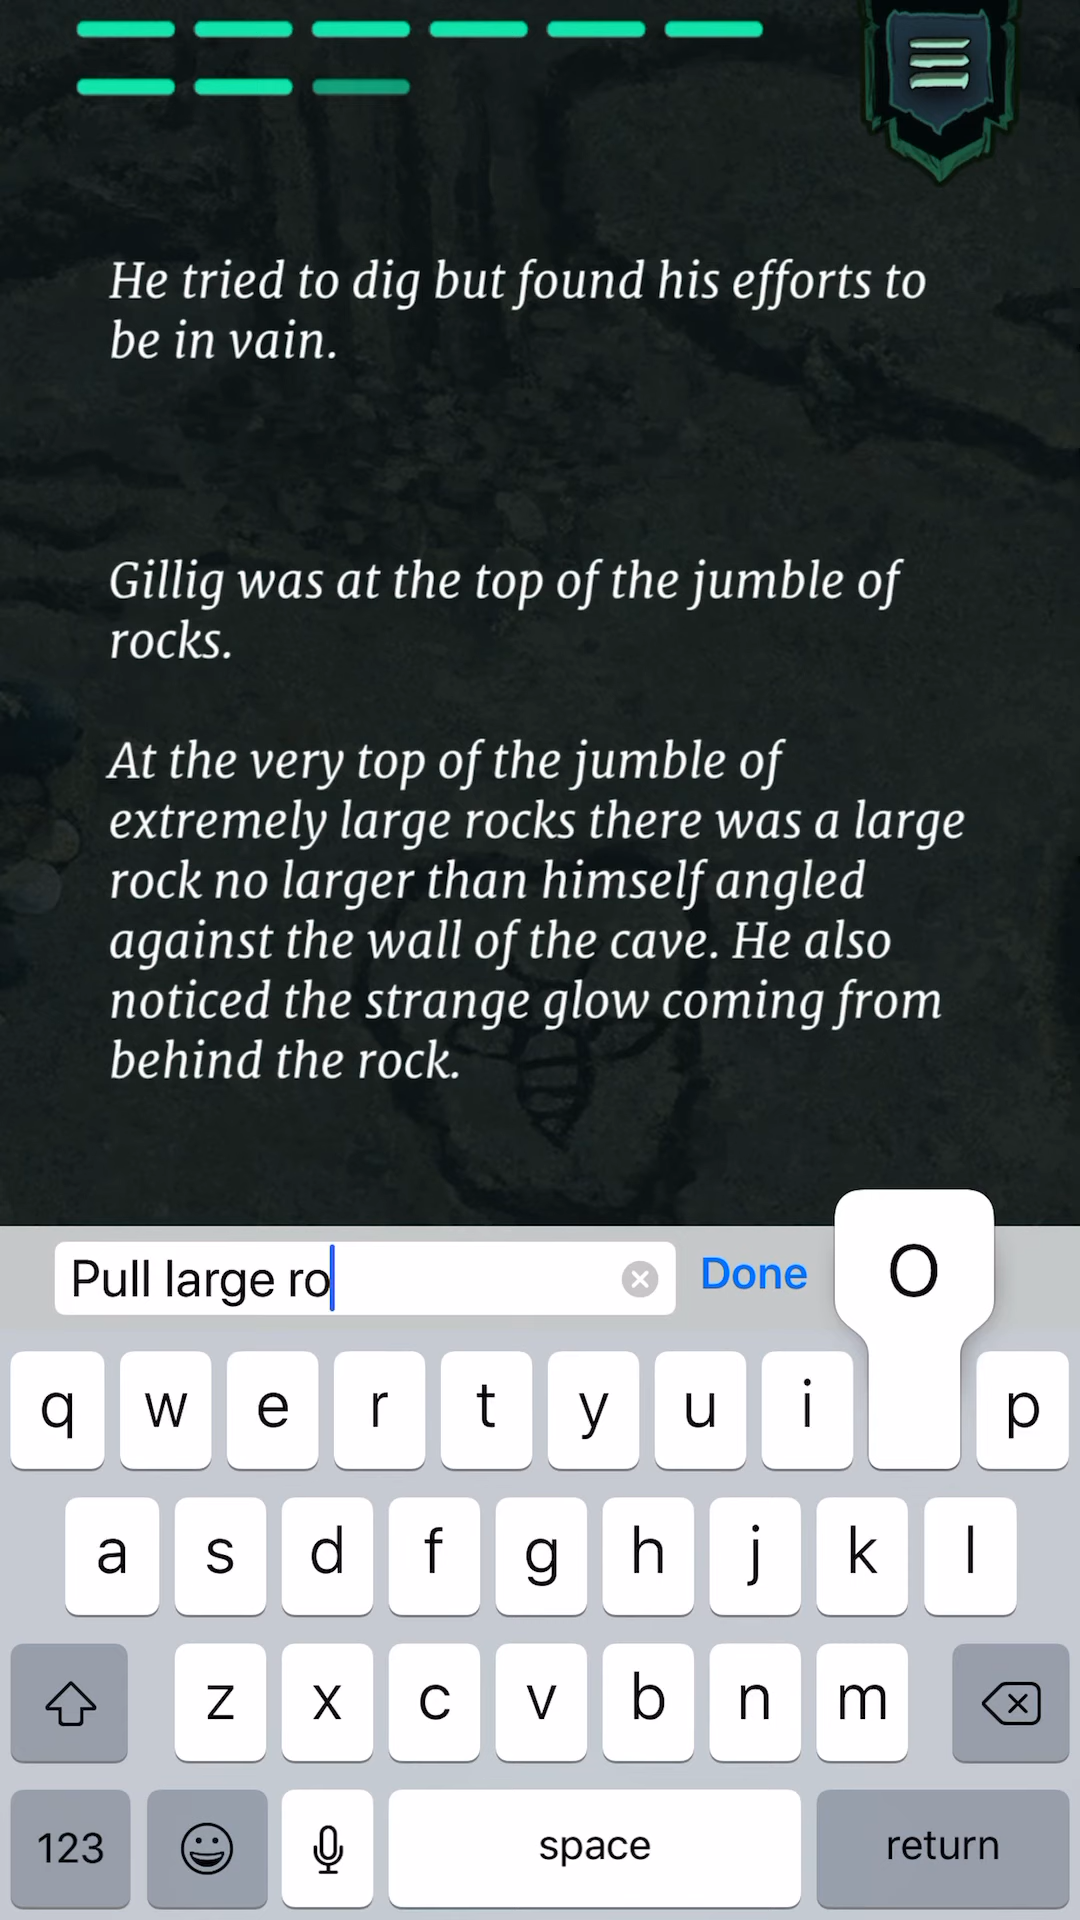 He tried to dig but found his efforts to
be in vain.
Gillig was at the top of the jumble of
rocks.
At the very top of the jumble of
extremely large rocks there was a large
rock no larger than himself angled
against the wall of the cave. He also
noticed the strange glow coming from
behind the rock.
Pull large ro Done O
q w e r t y u i p
a s d f g h j k l
z x c v b n m
123 space return